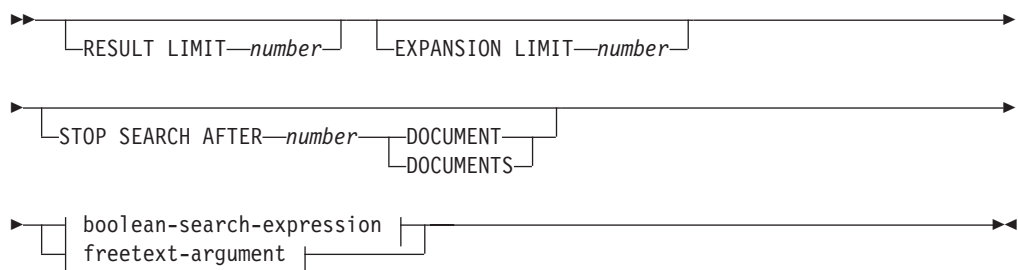 RESULT LIMIT number EXPANSION LIMIT number
STOP SEARCH AFTER number DOCUMENT
DOCUMENTS
boolean-search-expression
freetext-argument